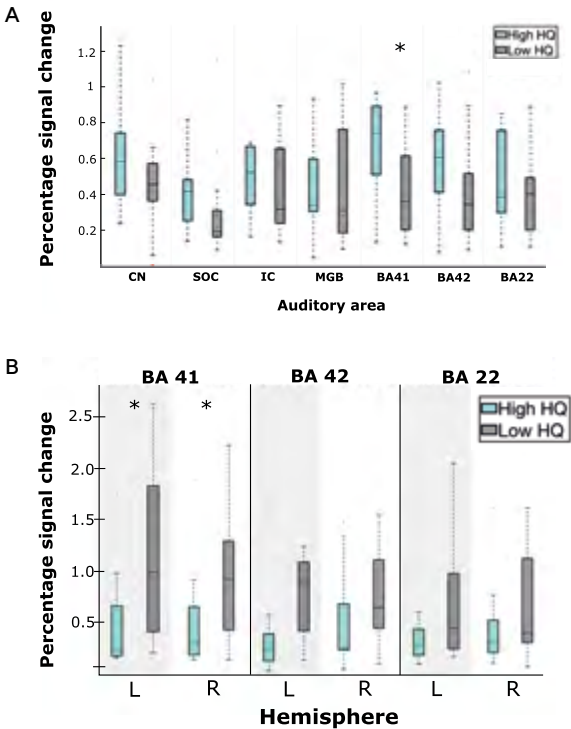 A
Percentage signal change
High HQ
Low HQ
*
1.2
1
0.8
0.6
0.4
0.2
CN SOC IC MGB BA41 BA42 BA22
Auditory area
B
BA 41 BA 42 BA 22
Percentage signal change
High HQ
Low HQ
* *
2.5
2.0
1.5
1.0
0.5
L R L R L R
Hemisphere